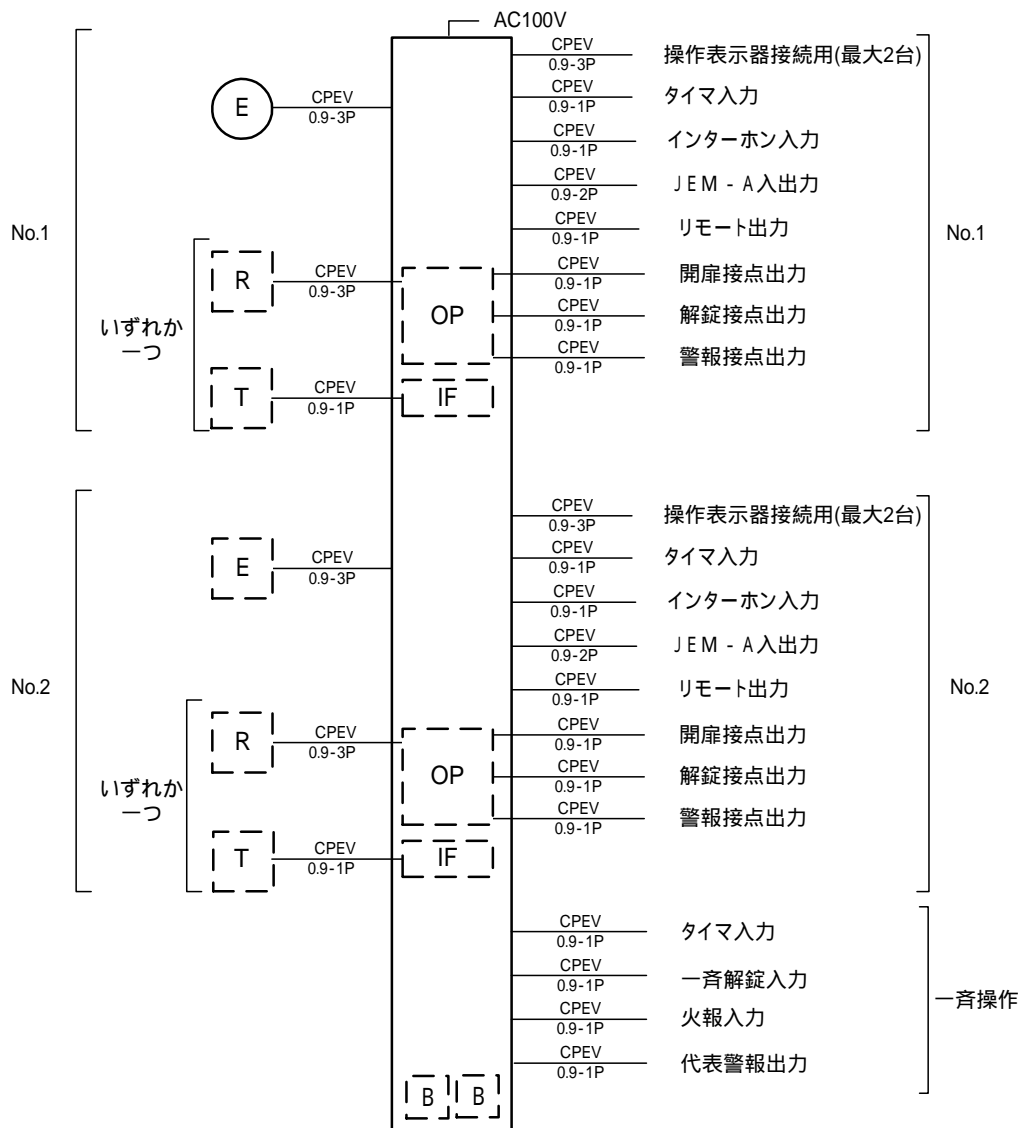 AC100V
No.1
E
CPEV
0.9-3P
いずれか
一つ
R
CPEV
0.9-3P
T
CPEV
0.9-1P
OP
IF
CPEV
0.9-3P
操作表示器接続用(最大2台)
CPEV
0.9-1P
タイマ入力
CPEV
0.9-1P
インターホン入力
CPEV
0.9-2P
JEM-A入出力
CPEV
0.9-1P
リモート出力
CPEV
0.9-1P
開扉接点出力
CPEV
0.9-1P
解錠接点出力
CPEV
0.9-1P
警報接点出力
No.1
No.2
E
CPEV
0.9-3P
いずれか
一つ
R
CPEV
0.9-3P
T
CPEV
0.9-1P
OP
IF
CPEV
0.9-3P
操作表示器接続用(最大2台)
CPEV
0.9-1P
タイマ入力
CPEV
0.9-1P
インターホン入力
CPEV
0.9-2P
JEM-A入出力
CPEV
0.9-1P
リモート出力
CPEV
0.9-1P
開扉接点出力
CPEV
0.9-1P
解錠接点出力
CPEV
0.9-1P
警報接点出力
No.2
CPEV
0.9-1P
タイマ入力
CPEV
0.9-1P
一斉解錠入力
CPEV
0.9-1P
火報入力
CPEV
0.9-1P
代表警報出力
一斉操作
B
B